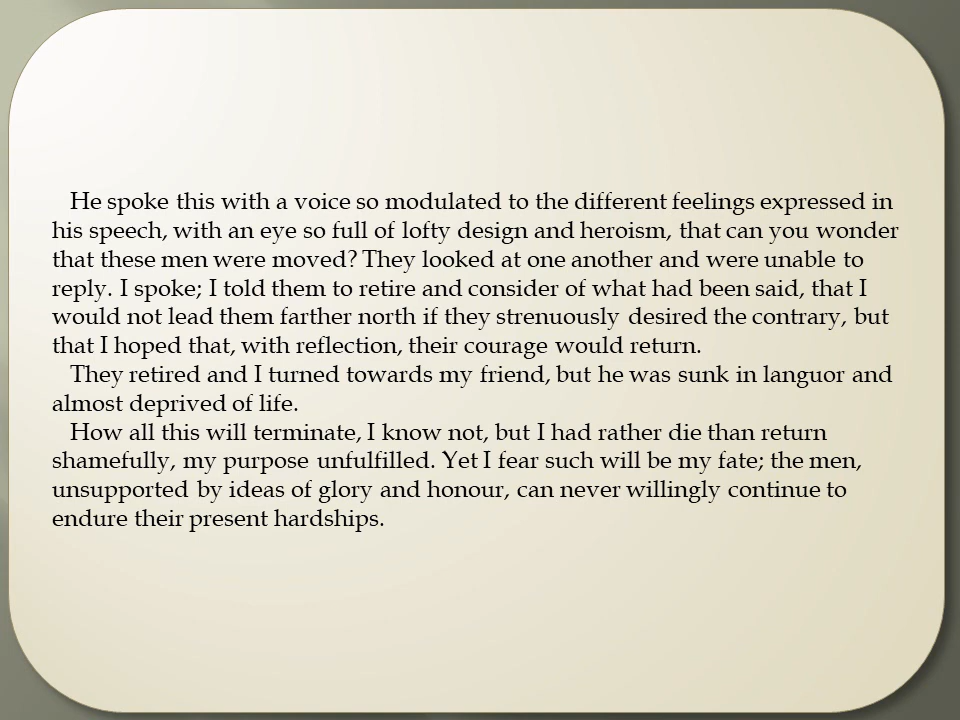 He spoke this with a voice so modulated to the different feelings expressed in
his speech, with an eye so full of lofty design and heroism, that can you wonder
that these men were moved? They looked at one another and were unable to
reply. I spoke; I told them to retire and consider of what had been said, that I
would not lead them farther north if they strenuously desired the contrary, but
that I hoped that, with reflection, their courage would return.
They retired and I turned towards my friend, but he was sunk in languor and
almost deprived of life.
How all this will terminate, I know not, but I had rather die than return
shamefully, my purpose unfulfilled. Yet I fear such will be my fate; the men,
unsupported by ideas of glory and honour, can never willingly continue to
endure their present hardships.